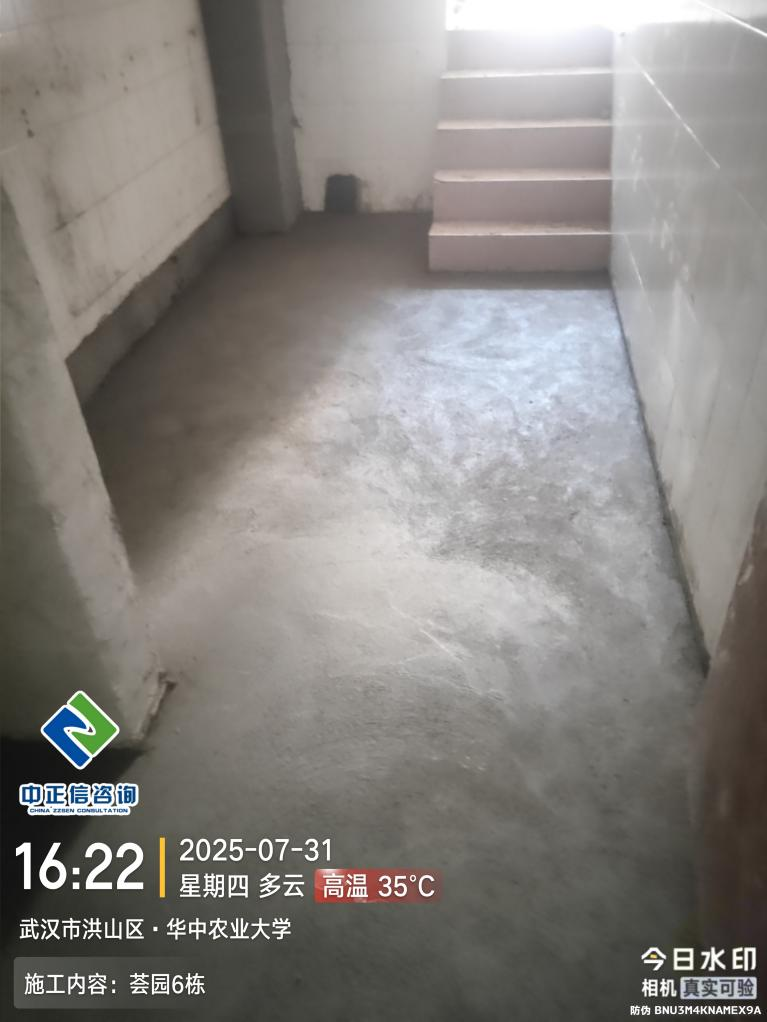 中正信咨询
CHINA ZZSEN CONSULTATION
16:22
2025-07-31
星期四 多云 高温 35°C
武汉市洪山区·华中农业大学
施工内容：荟园6栋
今日水印
相机 真实可验
防伪 BNU3M4KNAMEX9A